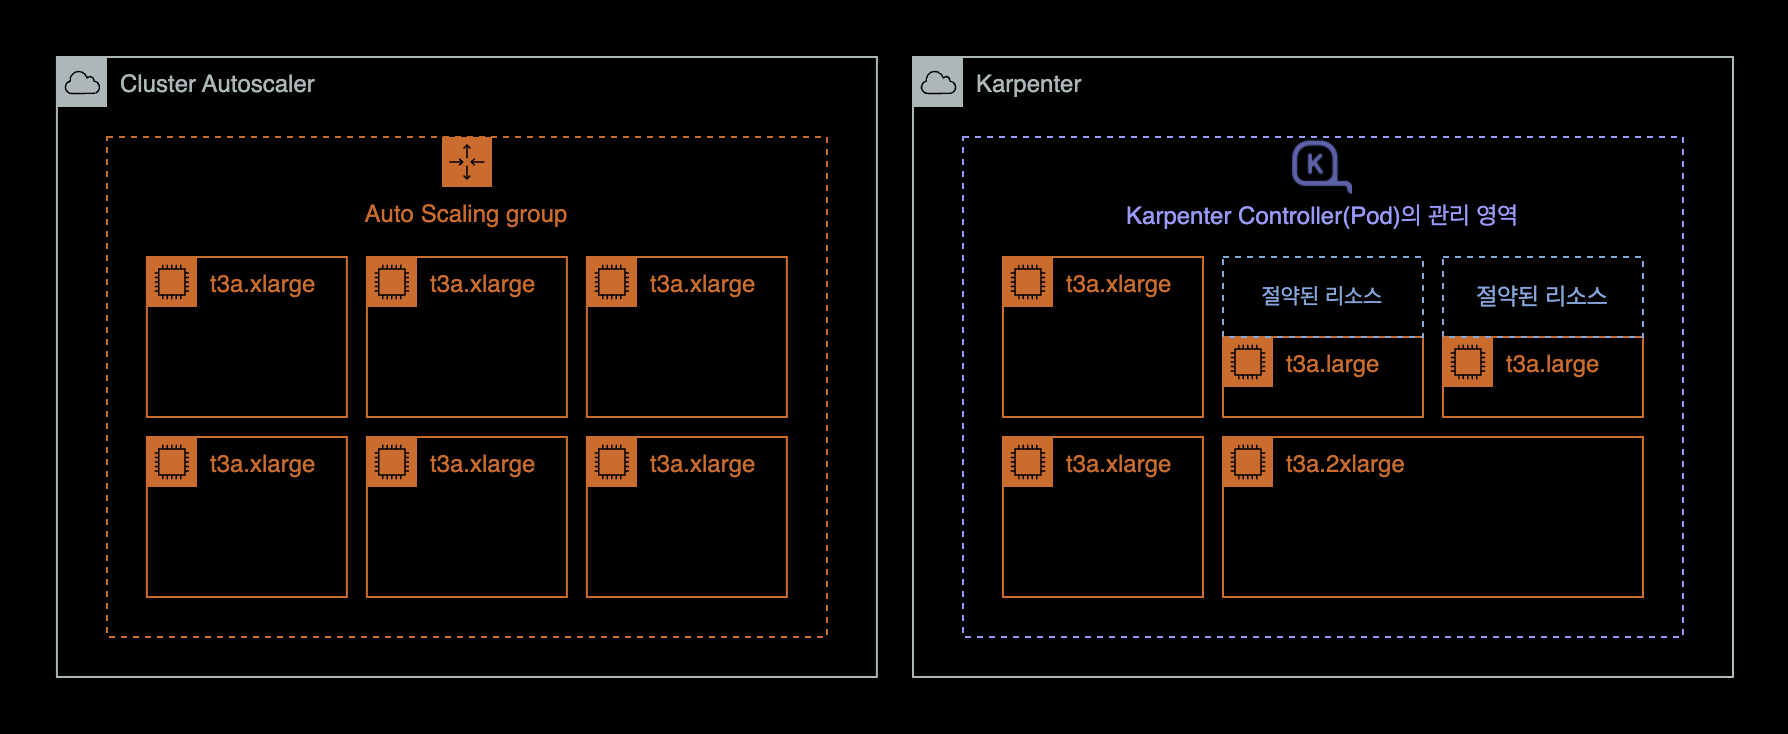 Cluster Autoscaler
Auto Scaling group
t3a.xlarge
t3a.xlarge
t3a.xlarge
t3a.xlarge
t3a.xlarge
t3a.xlarge
Karpenter
K
Karpenter Controller(Pod)의 관리 영역
t3a.xlarge
절약된 리소스
절약된 리소스
t3a.large
t3a.large
t3a.xlarge
t3a.2xlarge